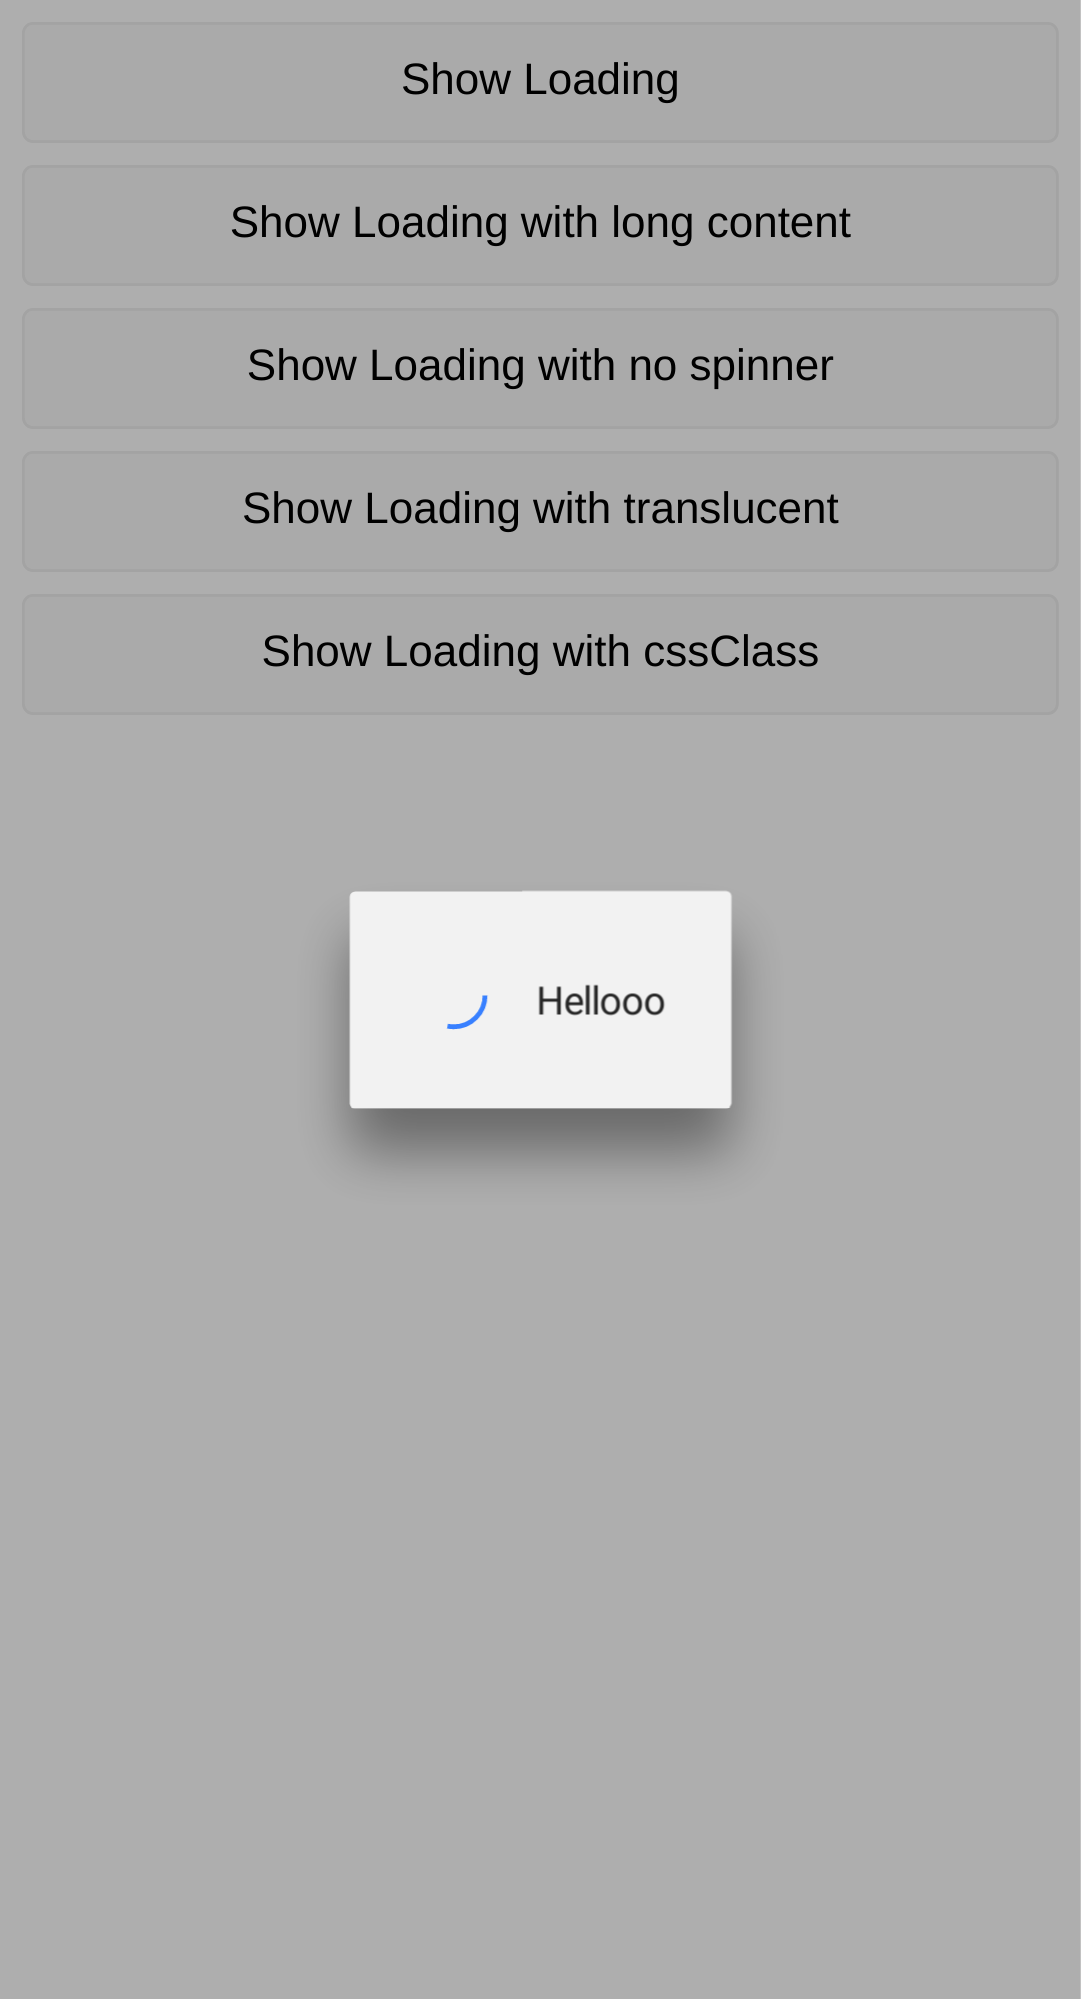 Show Loading
Show Loading with long content
Show Loading with no spinner
Show Loading with translucent
Show Loading with cssClass
Hellooo